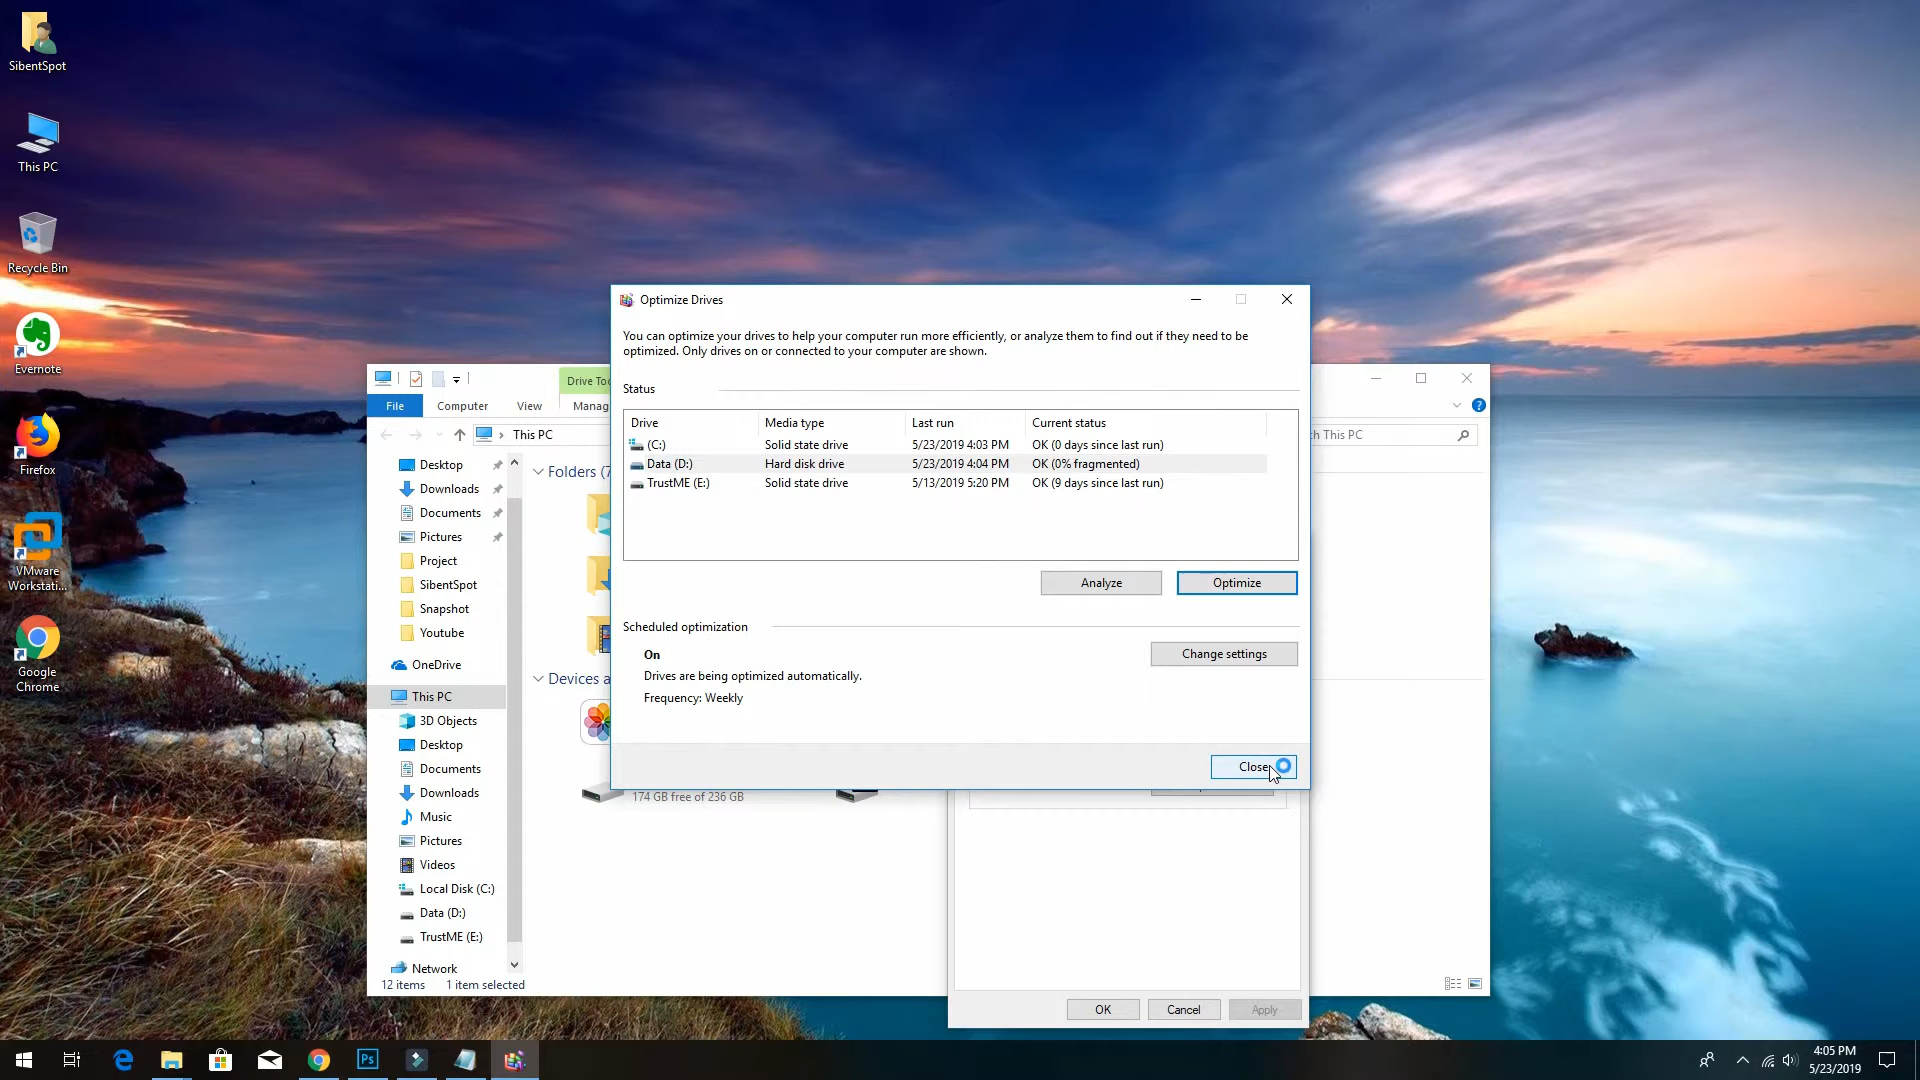 SibentSpot
This PC
Recycle Bin
Evernote
Firefox
VMware
Workstati...
Google
Chrome
Optimize Drives
You can optimize your drives to help your computer run more efficiently, or analyze them to find out if they need to be
optimized. Only drives on or connected to your computer are shown.
Status
Drive Media type Last run Current status
(C:) Solid state drive 5/23/2019 4:03 PM OK (0 days since last run)
Data (D:) Hard disk drive 5/23/2019 4:04 PM OK (0% fragmented)
TrustME (E:) Solid state drive 5/13/2019 5:20 PM OK (9 days since last run)
Analyze Optimize
Scheduled optimization
On
Drives are being optimized automatically.
Frequency: Weekly
Change settings
Close
Drive Too
File Computer View Manag
This PC
ch This PC
Desktop
Downloads
Documents
Pictures
Project
SibentSpot
Snapshot
Youtube
OneDrive
This PC
3D Objects
Desktop
Documents
Downloads
Music
Pictures
Videos
Local Disk (C:)
Data (D:)
TrustME (E:)
Network
Folders (7
Devices a
174 GB free of 236 GB
12 items 1 item selected
OK Cancel Apply
Ps
4:05 PM
5/23/2019